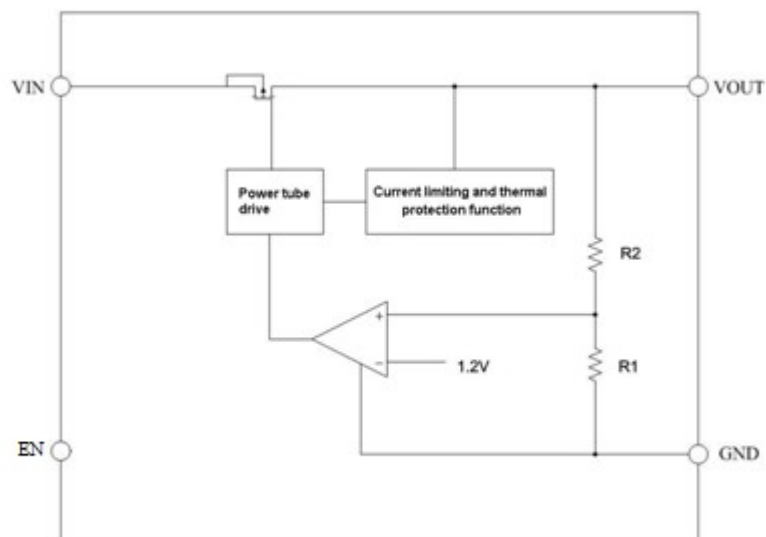 VIN
VOUT
Power tube
drive
Current limiting and thermal
protection function
R2
+
−
1.2V
R1
EN
GND